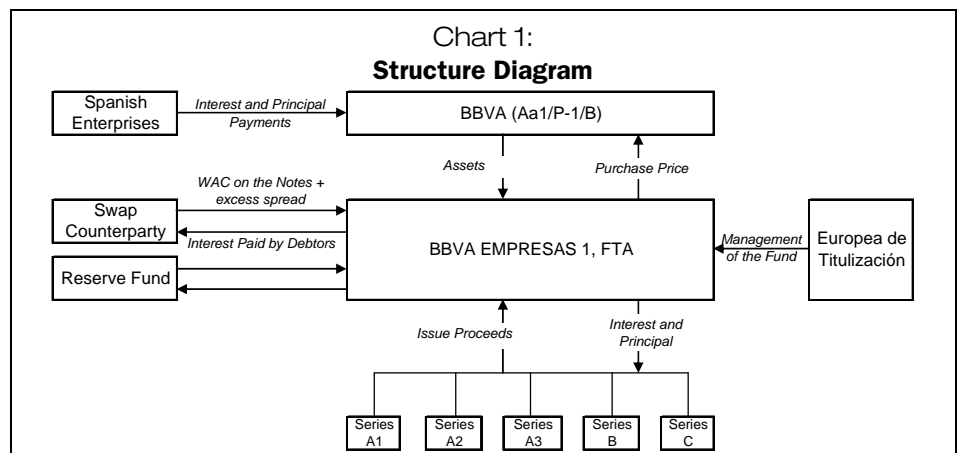 Chart 1:
Structure Diagram
Spanish
Enterprises
Interest and Principal
Payments
BBVA (Aa1/P-1/B)
Assets
Purchase Price
WAC on the Notes +
excess spread
Swap
Counterparty
Interest Paid by Debtors
BBVA EMPRESAS 1, FTA
Management
of the Fund
Europea de
Titulización
Reserve Fund
Issue Proceeds
Interest and
Principal
Series
A1
Series
A2
Series
A3
Series
B
Series
C